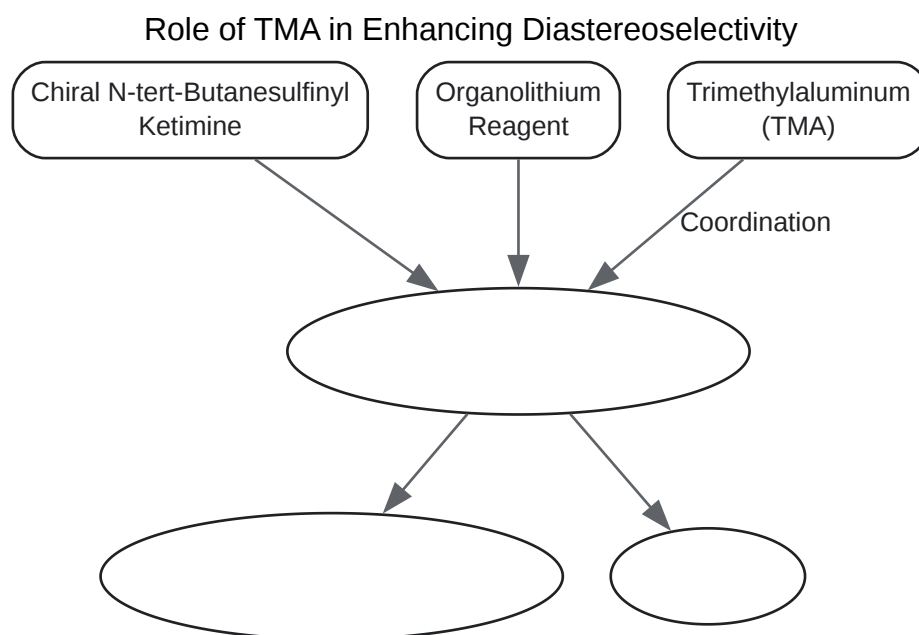 Role of TMA in Enhancing Diastereoselectivity
Chiral N-tert-Butanesulfinyl
Ketimine
Organolithium
Reagent
Trimethylaluminum
(TMA)
Coordination